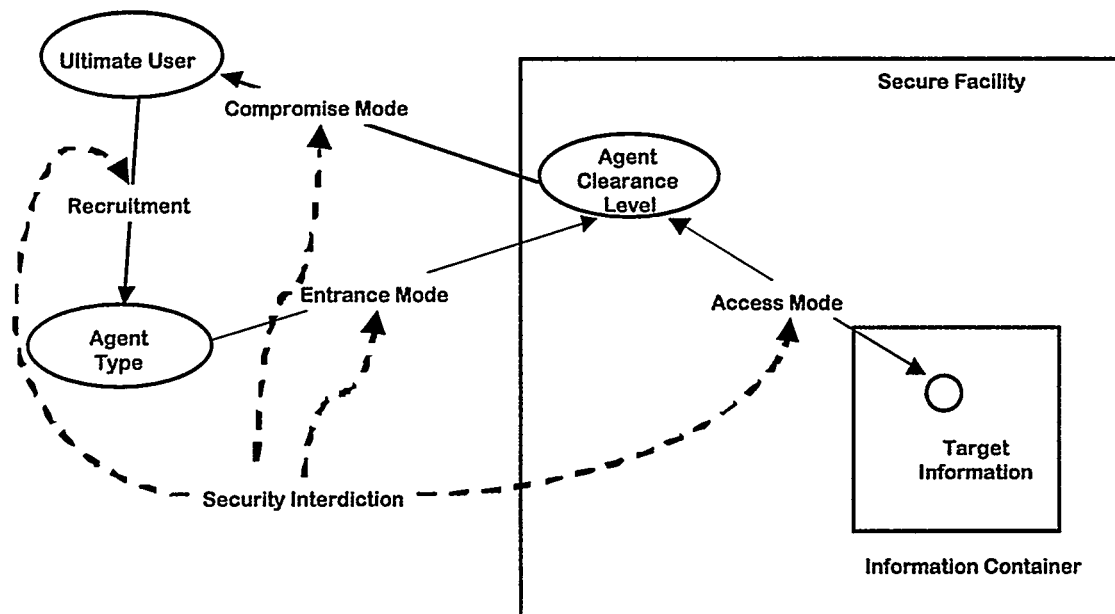 Ultimate User
Secure Facility
Compromise Mode
Agent
Clearance
Level
Recruitment
Entrance Mode
Access Mode
Agent
Type
Target
Information
Security Interdiction
Information Container